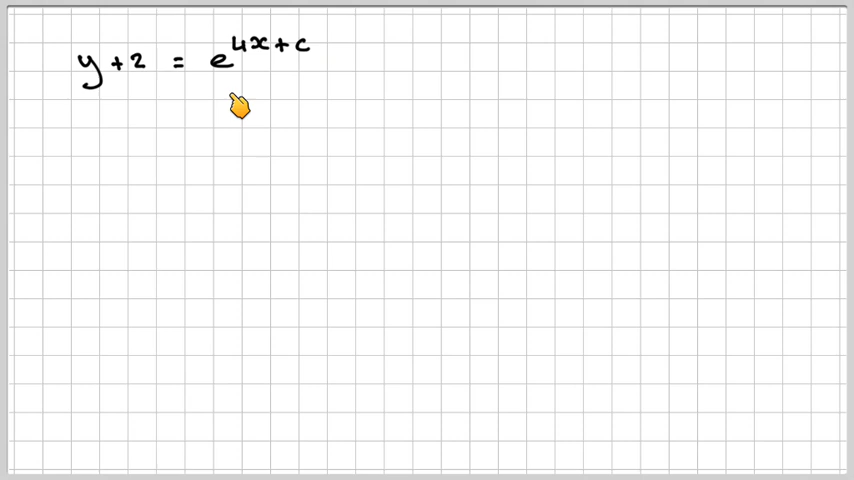 y + 2 = e^{4x + c}